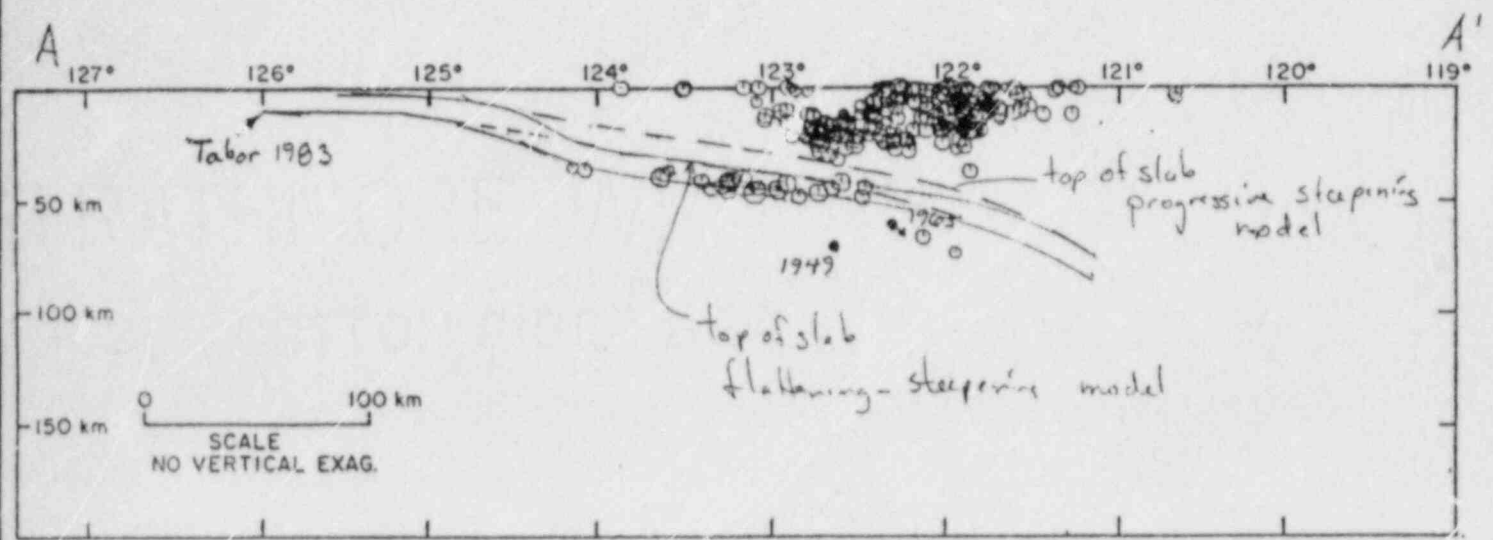 A A'
127° 126° 125° 124° 123° 122° 121° 120° 119°
Tabor 1983
top of slab
progressive steepening
model
50 km
1965
1949
100 km
top of slab
flattening - steepening model
0 100 km
150 km
SCALE
NO VERTICAL EXAG.